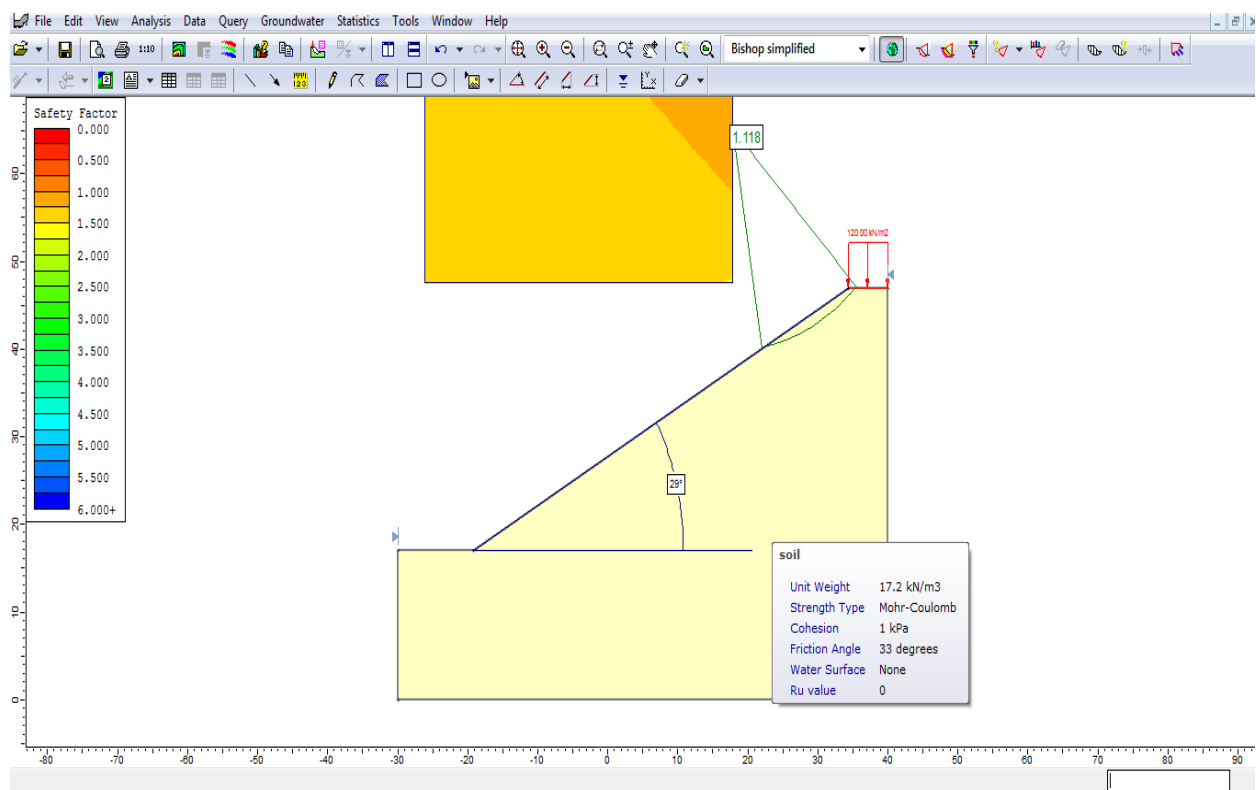 File Edit View Analysis Data Query Groundwater Statistics Tools Window Help
1:10
Bishop simplified
Safety Factor
0.000
0.500
1.000
1.500
2.000
2.500
3.000
3.500
4.000
4.500
5.000
5.500
6.000+
1.118
120.00 kN/m2
29°
soil
Unit Weight 17.2 kN/m3
Strength Type Mohr-Coulomb
Cohesion 1 kPa
Friction Angle 33 degrees
Water Surface None
Ru value 0
60
50
40
30
20
10
0
-80 -70 -60 -50 -40 -30 -20 -10 0 10 20 30 40 50 60 70 80 90